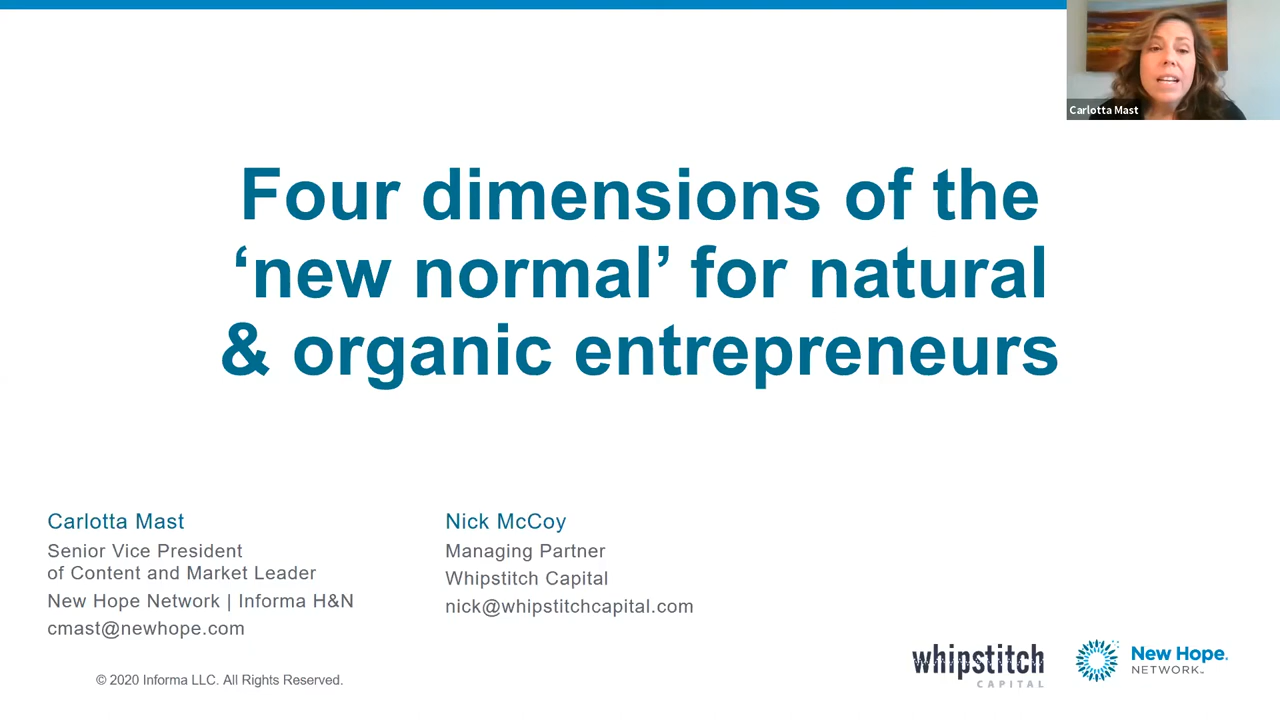 Carlotta Mast
Four dimensions of the
‘new normal’ for natural
& organic entrepreneurs
Carlotta Mast
Senior Vice President
of Content and Market Leader
New Hope Network | Informa H&N
cmast@newhope.com
Nick McCoy
Managing Partner
Whipstitch Capital
nick@whipstitchcapital.com
© 2020 Informa LLC. All Rights Reserved.
whipstitch
CAPITAL
New Hope.
NETWORK™